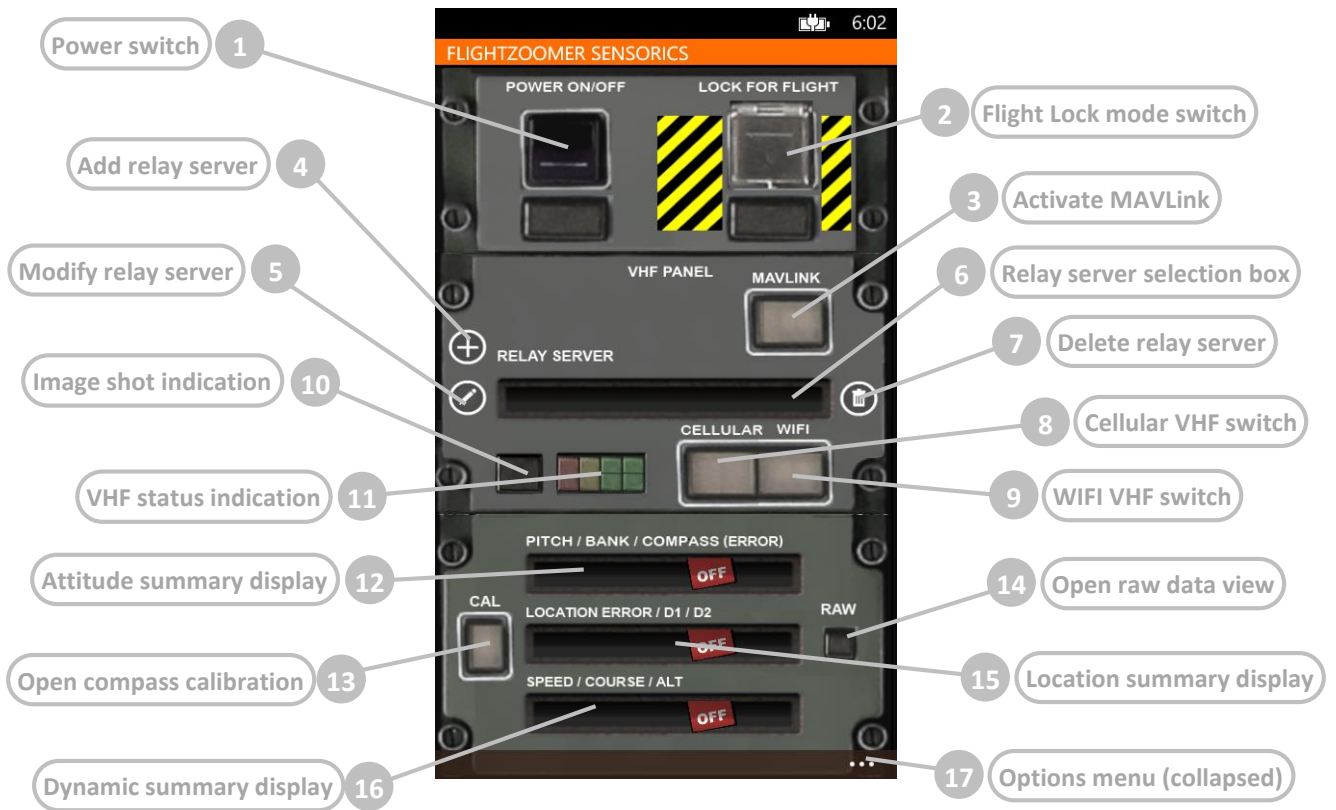 6:02
FLIGHTZOOMER SENSORICS
Power switch 1
POWER ON/OFF LOCK FOR FLIGHT
2 Flight Lock mode switch
Add relay server 4
3 Activate MAVLink
Modify relay server 5
VHF PANEL MAVLINK
6 Relay server selection box
RELAY SERVER
7 Delete relay server
Image shot indication 10
CELLULAR WIFI
8 Cellular VHF switch
VHF status indication 11
9 WIFI VHF switch
PITCH / BANK / COMPASS (ERROR)
Attitude summary display 12
OFF
14 Open raw data view
CAL LOCATION ERROR / D1 / D2 RAW
OFF
Open compass calibration 13
15 Location summary display
SPEED / COURSE / ALT
OFF
Dynamic summary display 16
...
17 Options menu (collapsed)